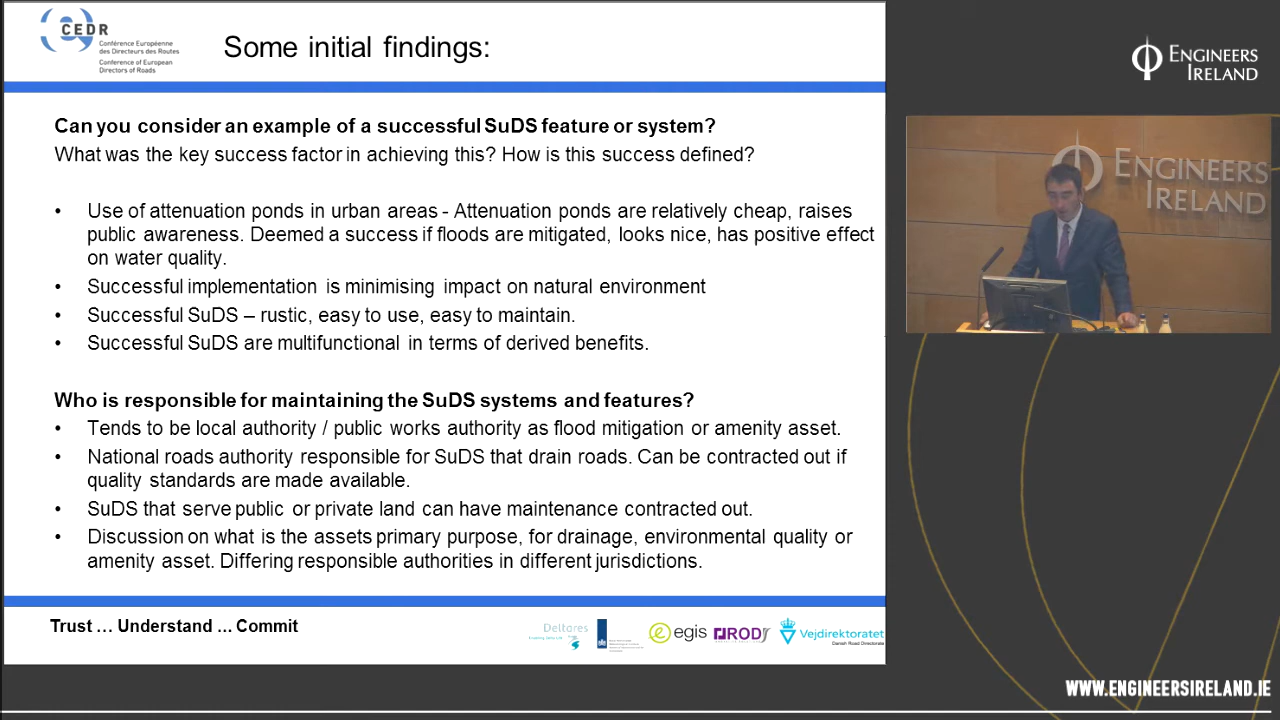 CEDR
Conférence Européenne
des Directeurs des Routes
Conference of European
Directors of Roads
Some initial findings:
Can you consider an example of a successful SuDS feature or system?
What was the key success factor in achieving this? How is this success defined?
• Use of attenuation ponds in urban areas - Attenuation ponds are relatively cheap, raises
public awareness. Deemed a success if floods are mitigated, looks nice, has positive effect
on water quality.
• Successful implementation is minimising impact on natural environment
• Successful SuDS – rustic, easy to use, easy to maintain.
• Successful SuDS are multifunctional in terms of derived benefits.
Who is responsible for maintaining the SuDS systems and features?
• Tends to be local authority / public works authority as flood mitigation or amenity asset.
• National roads authority responsible for SuDS that drain roads. Can be contracted out if
quality standards are made available.
• SuDS that serve public or private land can have maintenance contracted out.
• Discussion on what is the assets primary purpose, for drainage, environmental quality or
amenity asset. Differing responsible authorities in different jurisdictions.
Trust ... Understand ... Commit
Deltares
egis
ROD
Vejdirektoratet
Danish Road Directorate
ENGINEERS
IRELAND
ENGINEERS
IRELAND
WWW.ENGINEERSIRELAND.IE